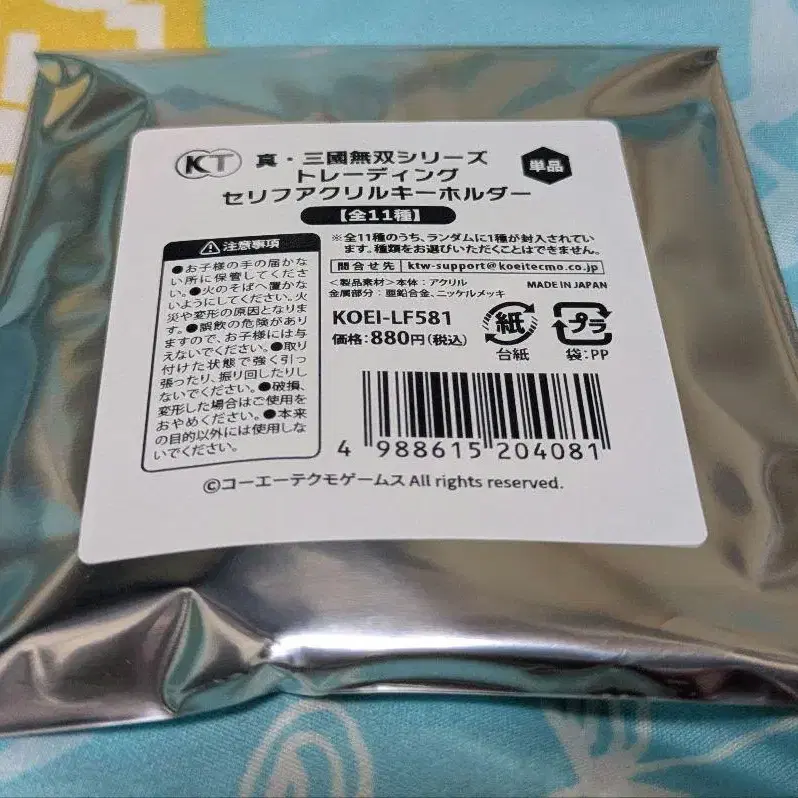 KT
真・三國無双シリーズ
トレーディング
セリフアクリルキーホルダー
単品
【全11種】
※全11種のうち、ランダムに1種が封入されてい
ます。種類をお選びいただくことはできません。
問合せ先 ktw-support@koeitecmo.co.jp
<製品素材>本体:アクリル
金属部分:亜鉛合金、ニッケルメッキ
MADE IN JAPAN
注意事項
●お子様の手の届かな
い所に保管してくださ
い。●火のそばへ置かな
いようにしてください。火
災や変形の原因となりま
す。●誤飲の危険があり
ますので、お子様には与
えないでください。●取り
付けた状態で強く引っ
張ったり、振り回したりし
ないでください。●破損、
変形した場合はご使用を
おやめください。●本来
の目的以外には使用しな
いでください。
KOEI-LF581
価格:880円(税込)
紙
台紙
プラ
袋:PP
4 988615 204081
©コーエーテクモゲームス All rights reserved.